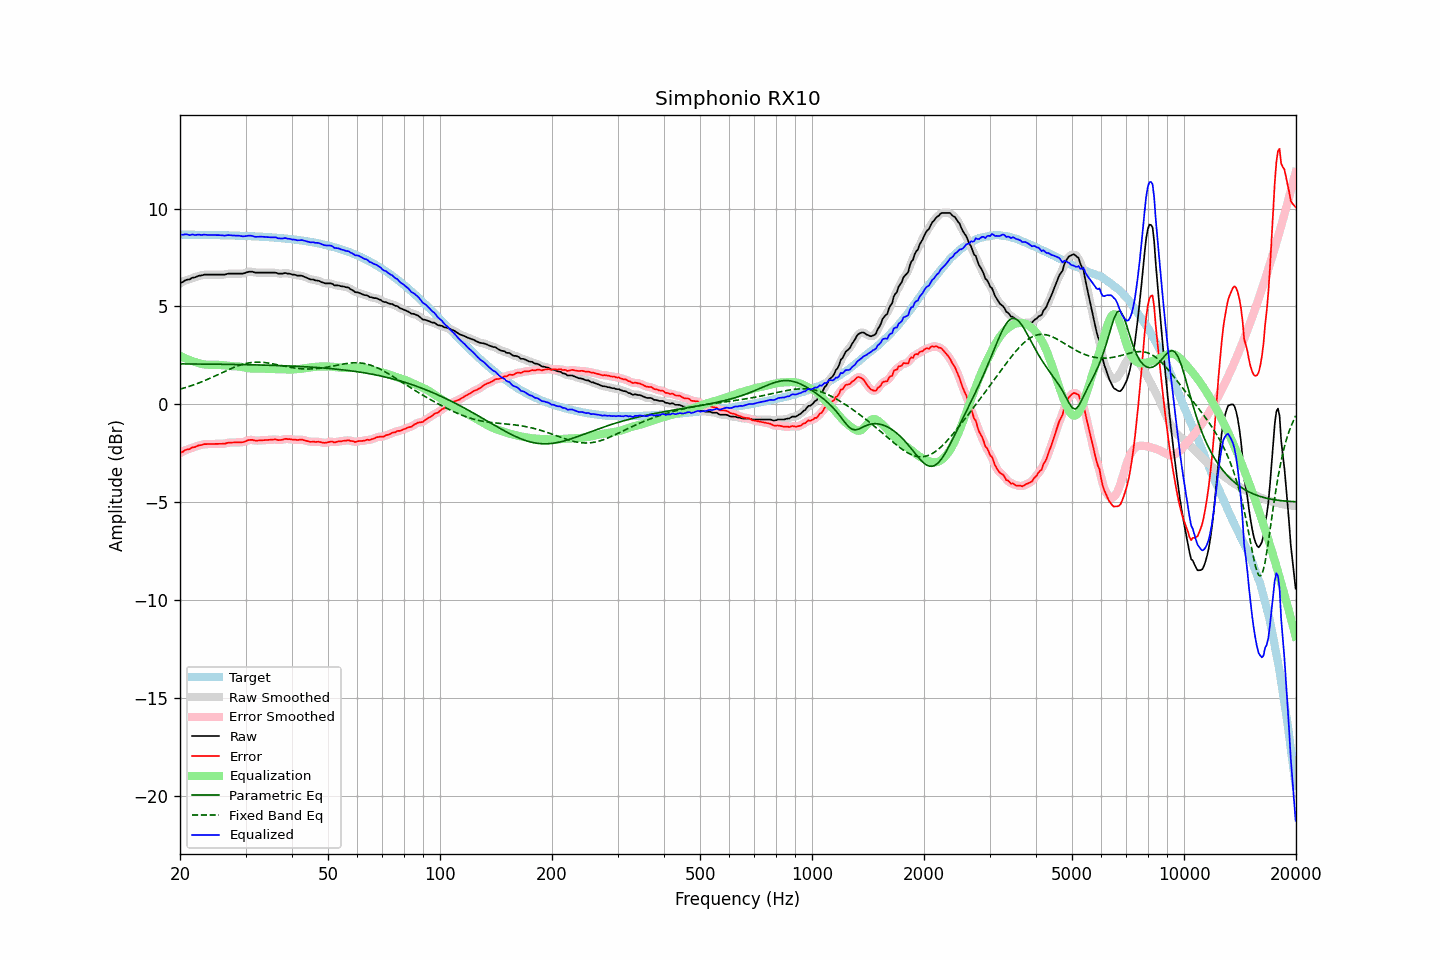 Simphonio RX10
Amplitude (dBr)
10
5
0
−5
−10
−15
−20
Target
Raw Smoothed
Error Smoothed
Raw
Error
Equalization
Parametric Eq
Fixed Band Eq
Equalized
20 50 100 200 500 1000 2000 5000 10000 20000
Frequency (Hz)